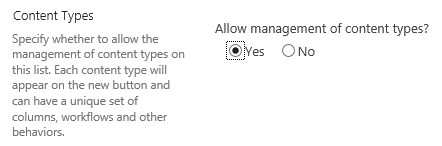 Content Types
Specify whether to allow the
management of content types on
this list. Each content type will
appear on the new button and
can have a unique set of
columns, workflows and other
behaviors.
Allow management of content types?
Yes No